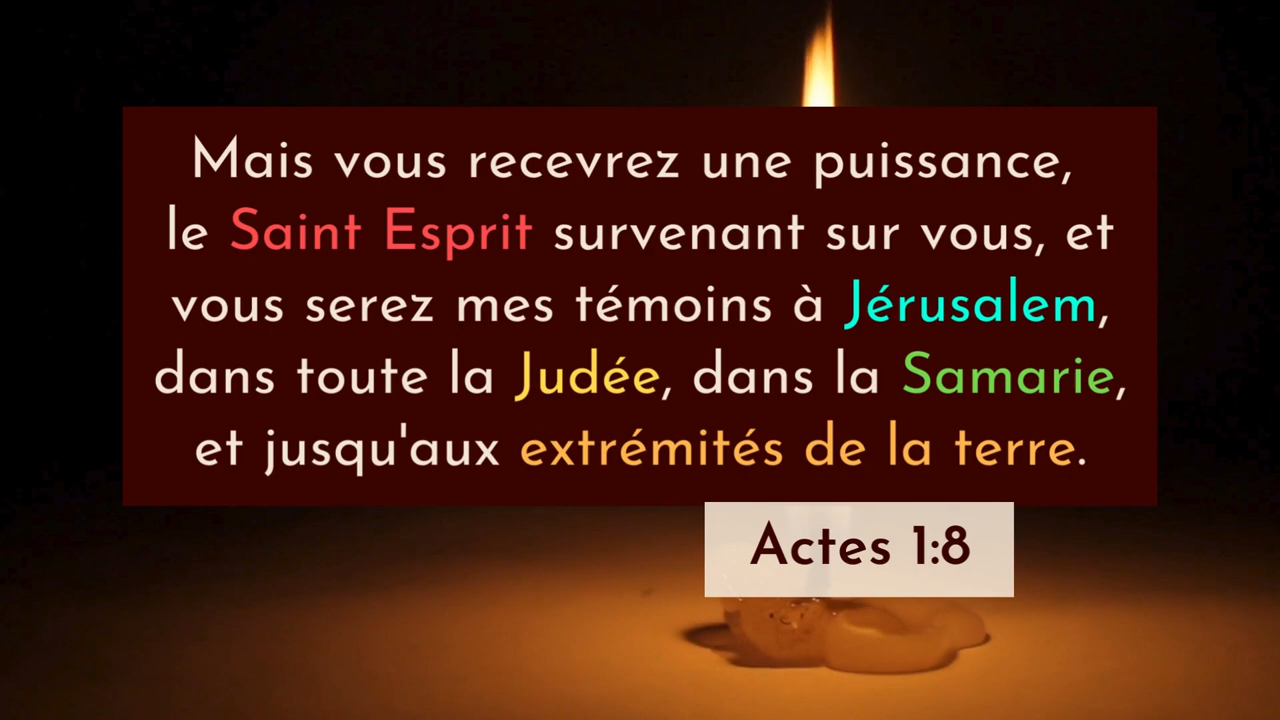 Mais vous recevrez une puissance,
le Saint Esprit survenant sur vous, et
vous serez mes témoins à Jérusalem,
dans toute la Judée, dans la Samarie,
et jusqu'aux extrémités de la terre.
Actes 1:8